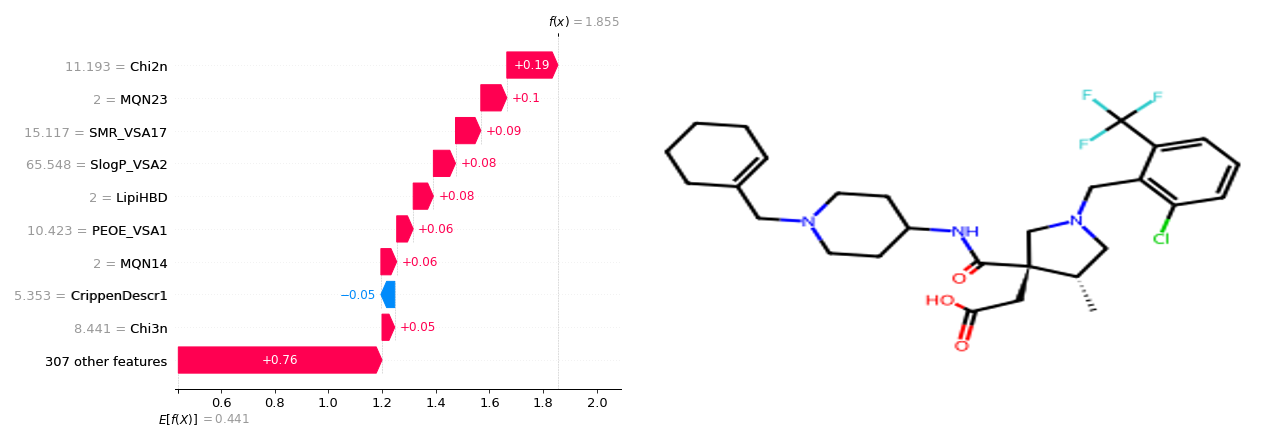 f(x) = 1.855
11.193 = Chi2n
+0.19
2 = MQN23
+0.1
15.117 = SMR_VSA17
+0.09
65.548 = SlogP_VSA2
+0.08
2 = LipiHBD
+0.08
10.423 = PEOE_VSA1
+0.06
2 = MQN14
+0.06
5.353 = CrippenDescr1
−0.05
8.441 = Chi3n
+0.05
307 other features
+0.76
0.6 0.8 1.0 1.2 1.4 1.6 1.8 2.0
E[f(X)] = 0.441
F
F
F
N
NH
N
Cl
O
HO
O